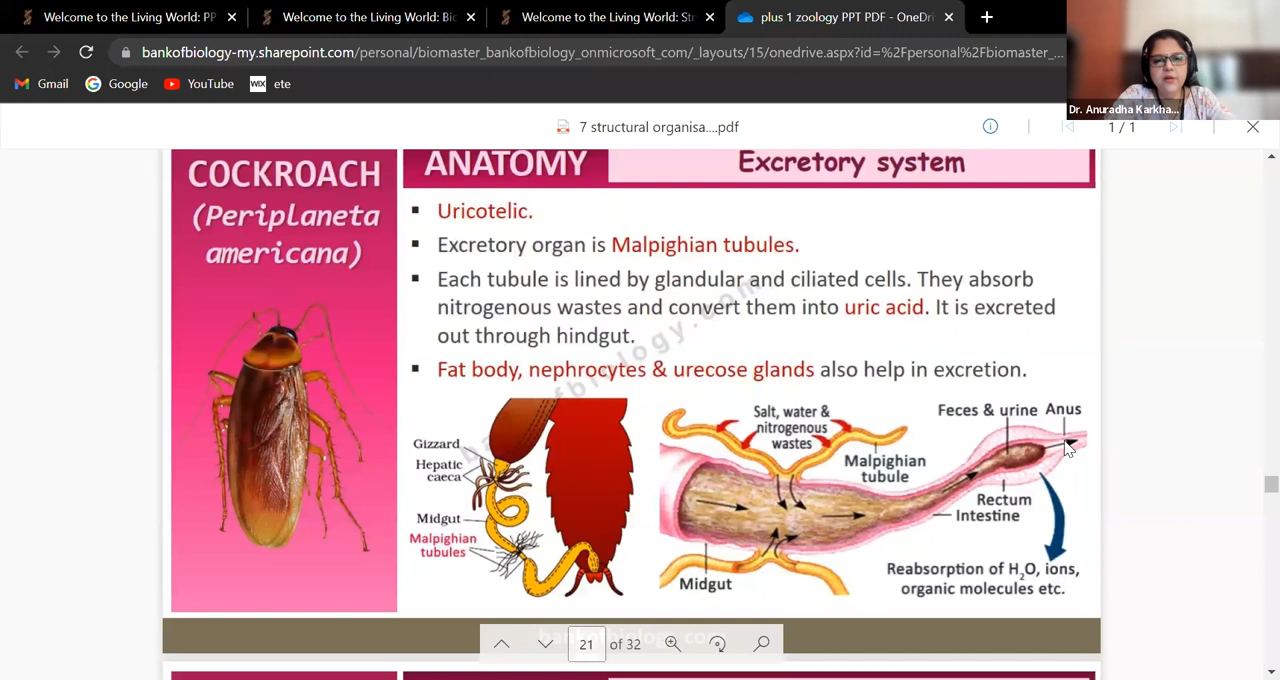 Welcome to the Living World: PP
Welcome to the Living World: Bio
Welcome to the Living World: Str
plus 1 zoology PPT PDF - OneDri
bankofbiology-my.sharepoint.com/personal/biomaster_bankofbiology_onmicrosoft_com/_layouts/15/onedrive.aspx?id=%2Fpersonal%2Fbiomaster_...
Gmail
Google
YouTube
WIX ete
Dr. Anuradha Karkha...
7 structural organisa....pdf
1 / 1
COCKROACH
(Periplaneta
americana)
ANATOMY
Excretory system
▪ Uricotelic.
▪ Excretory organ is Malpighian tubules.
▪ Each tubule is lined by glandular and ciliated cells. They absorb
nitrogenous wastes and convert them into uric acid. It is excreted
out through hindgut.
▪ Fat body, nephrocytes & urecose glands also help in excretion.
Gizzard
Hepatic
caeca
Midgut
Malpighian
tubules
Salt, water &
nitrogenous
wastes
Malpighian
tubule
Feces & urine
Anus
Rectum
Intestine
Midgut
Reabsorption of H₂O, ions,
organic molecules etc.
21 of 32